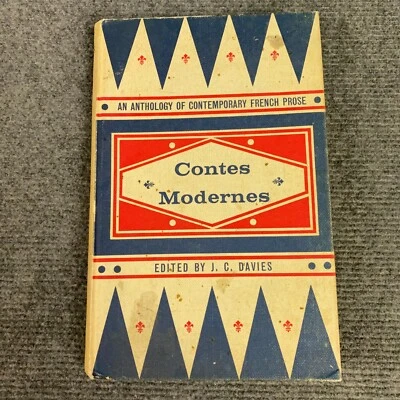 AN ANTHOLOGY OF CONTEMPORARY FRENCH PROSE
Contes
Modernes
EDITED BY J. C. DAVIES